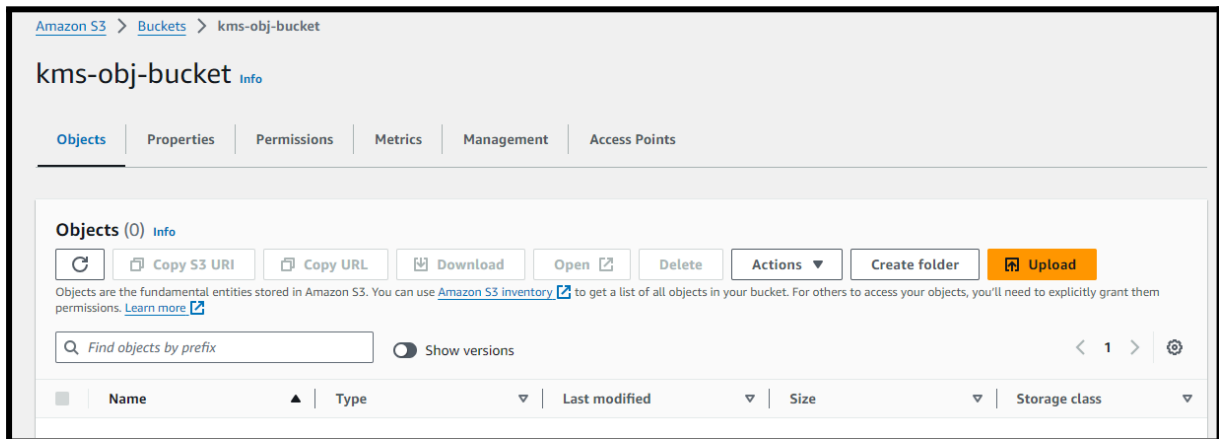 Amazon S3 > Buckets > kms-obj-bucket
kms-obj-bucket Info
Objects Properties Permissions Metrics Management Access Points
Objects (0) Info
Copy S3 URI Copy URL Download Open Delete Actions Create folder Upload
Objects are the fundamental entities stored in Amazon S3. You can use Amazon S3 inventory to get a list of all objects in your bucket. For others to access your objects, you'll need to explicitly grant them
permissions. Learn more
Find objects by prefix Show versions < 1 >
Name Type Last modified Size Storage class